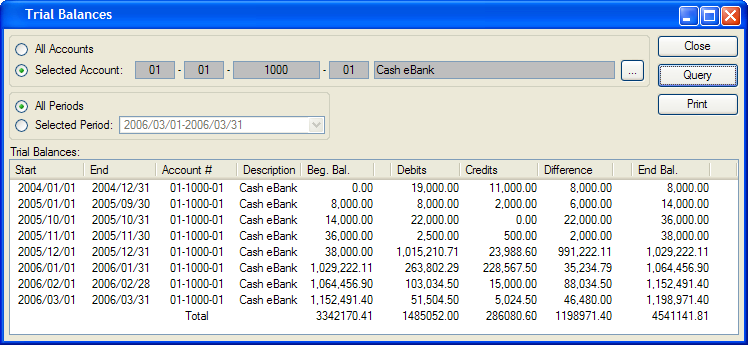 Trial Balances
All Accounts
Close
Selected Account: 01 - 01 - 1000 - 01 Cash eBank ...
Query
All Periods
Print
Selected Period: 2006/03/01-2006/03/31
Trial Balances:
Start End Account # Description Beg. Bal. Debits Credits Difference End Bal.
2004/01/01 2004/12/31 01-1000-01 Cash eBank 0.00 19,000.00 11,000.00 8,000.00 8,000.00
2005/01/01 2005/09/30 01-1000-01 Cash eBank 8,000.00 8,000.00 2,000.00 6,000.00 14,000.00
2005/10/01 2005/10/31 01-1000-01 Cash eBank 14,000.00 22,000.00 0.00 22,000.00 36,000.00
2005/11/01 2005/11/30 01-1000-01 Cash eBank 36,000.00 2,500.00 500.00 2,000.00 38,000.00
2005/12/01 2005/12/31 01-1000-01 Cash eBank 38,000.00 1,015,210.71 23,988.60 991,222.11 1,029,222.11
2006/01/01 2006/01/31 01-1000-01 Cash eBank 1,029,222.11 263,802.29 228,567.50 35,234.79 1,064,456.90
2006/02/01 2006/02/28 01-1000-01 Cash eBank 1,064,456.90 103,034.50 15,000.00 88,034.50 1,152,491.40
2006/03/01 2006/03/31 01-1000-01 Cash eBank 1,152,491.40 51,504.50 5,024.50 46,480.00 1,198,971.40
Total 3342170.41 1485052.00 286080.60 1198971.40 4541141.81